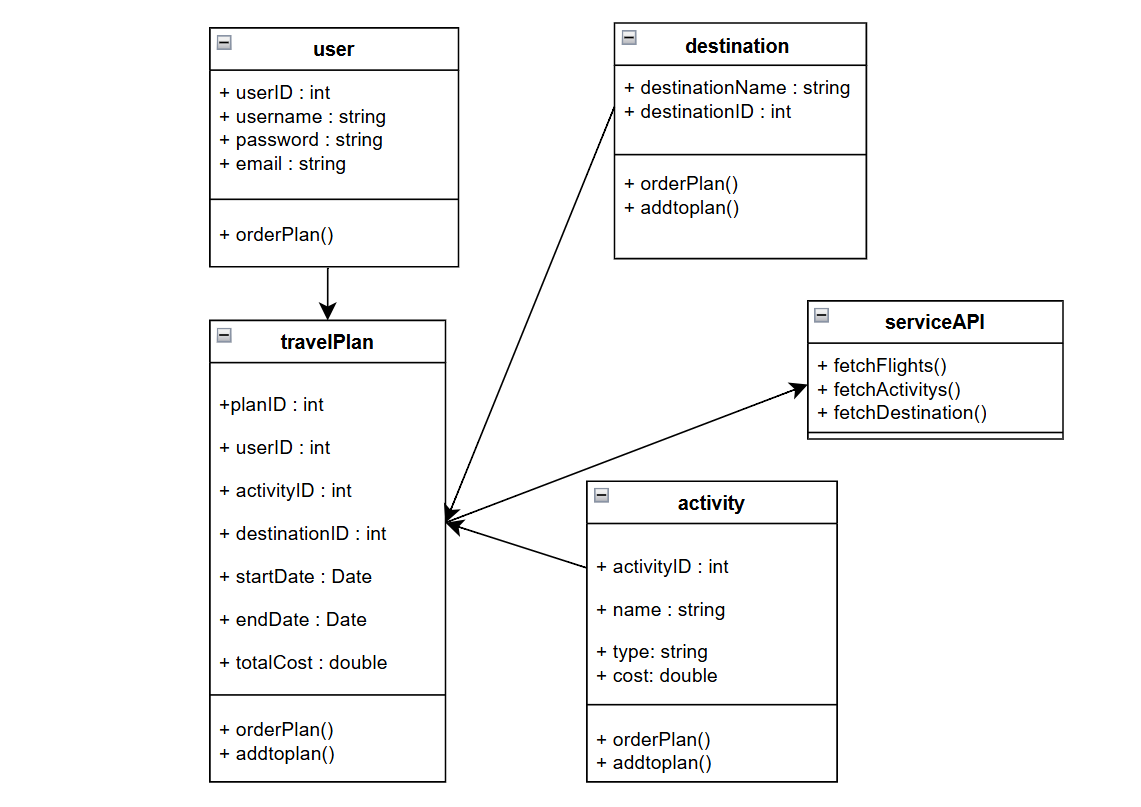 user
+ userID : int
+ username : string
+ password : string
+ email : string
+ orderPlan()
destination
+ destinationName : string
+ destinationID : int
+ orderPlan()
+ addtoplan()
travelPlan
+planID : int
+ userID : int
+ activityID : int
+ destinationID : int
+ startDate : Date
+ endDate : Date
+ totalCost : double
+ orderPlan()
+ addtoplan()
serviceAPI
+ fetchFlights()
+ fetchActivitys()
+ fetchDestination()
activity
+ activityID : int
+ name : string
+ type: string
+ cost: double
+ orderPlan()
+ addtoplan()